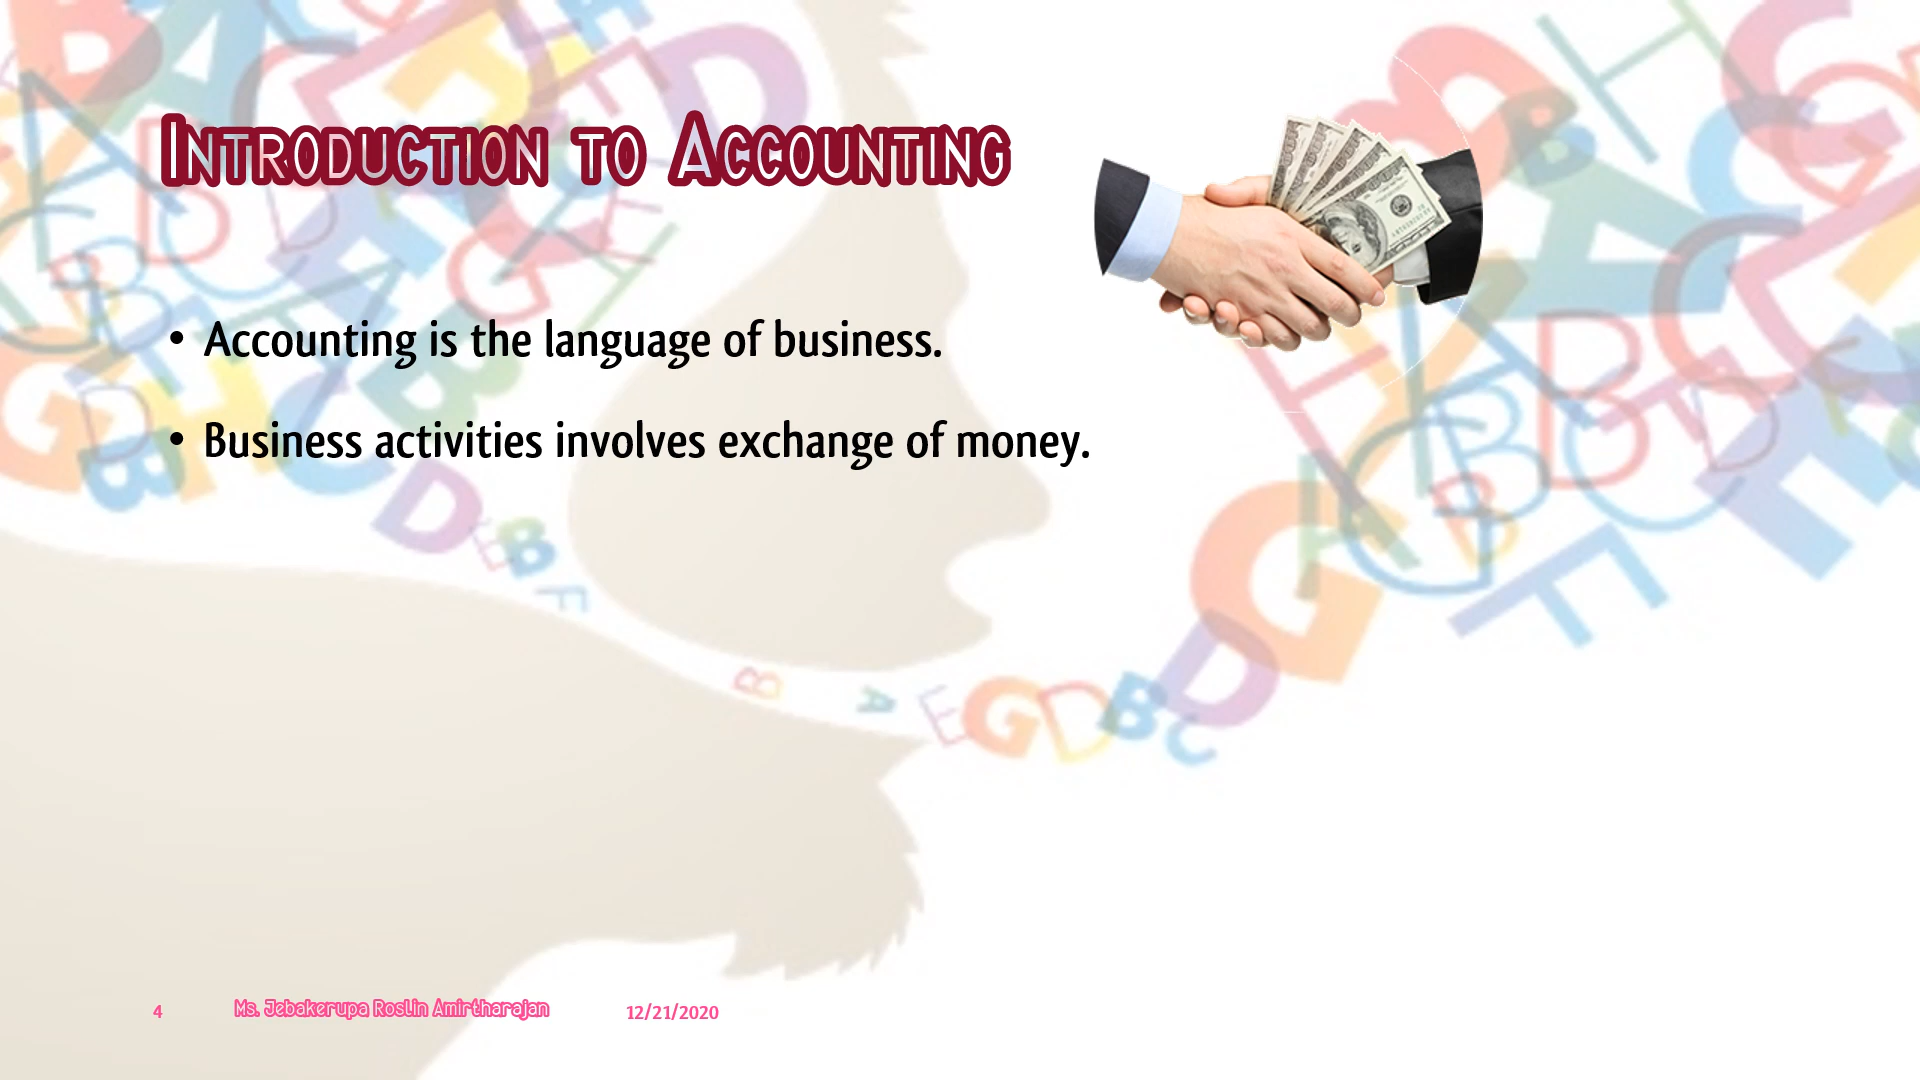 Introduction to Accounting
• Accounting is the language of business.
• Business activities involves exchange of money.
4 Ms. Jebakerupa Roslin Amirtharajan 12/21/2020